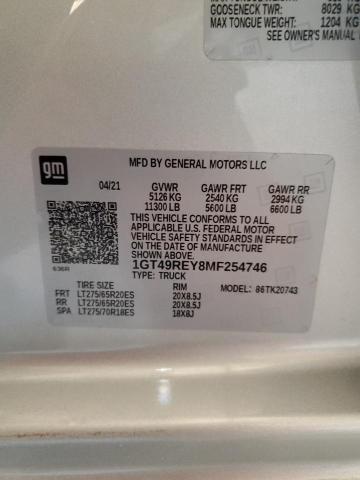 GOOSENECK TWR: 8029 KG
MAX TONGUE WEIGHT: 1204 KG
SEE OWNER'S MANUAL
gm
MFD BY GENERAL MOTORS LLC
04/21 GVWR GAWR FRT GAWR RR
5126 KG 2540 KG 2994 KG
11300 LB 5600 LB 6600 LB
THIS VEHICLE CONFORMS TO ALL
APPLICABLE U.S. FEDERAL MOTOR
VEHICLE SAFETY STANDARDS IN EFFECT
ON THE DATE OF MANUFACTURE
SHOWN ABOVE.
1GT49REY8MF254746
636R TYPE: TRUCK
TIRE SIZE RIM MODEL: 86TK20743
FRT LT275/65R20ES 20X8.5J
RR LT275/65R20ES 20X8.5J
SPA LT275/70R18ES 18X8J